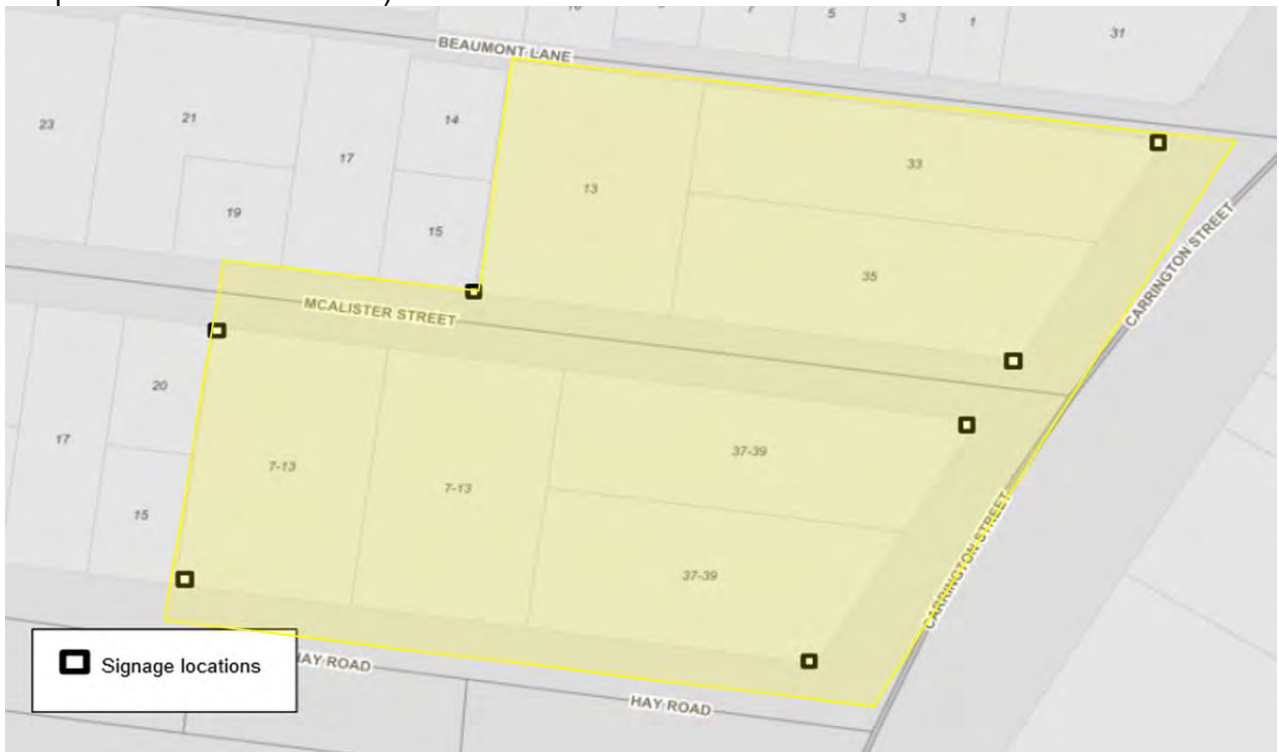 BEAUMONT LANE
5
3
1
31
23
21
17
14
13
33
19
15
35
CARRINGTON STREET
MCALISTER STREET
20
17
7-13
7-13
37-39
15
37-39
CARRINGTON STREET
Signage locations
HAY ROAD
HAY ROAD